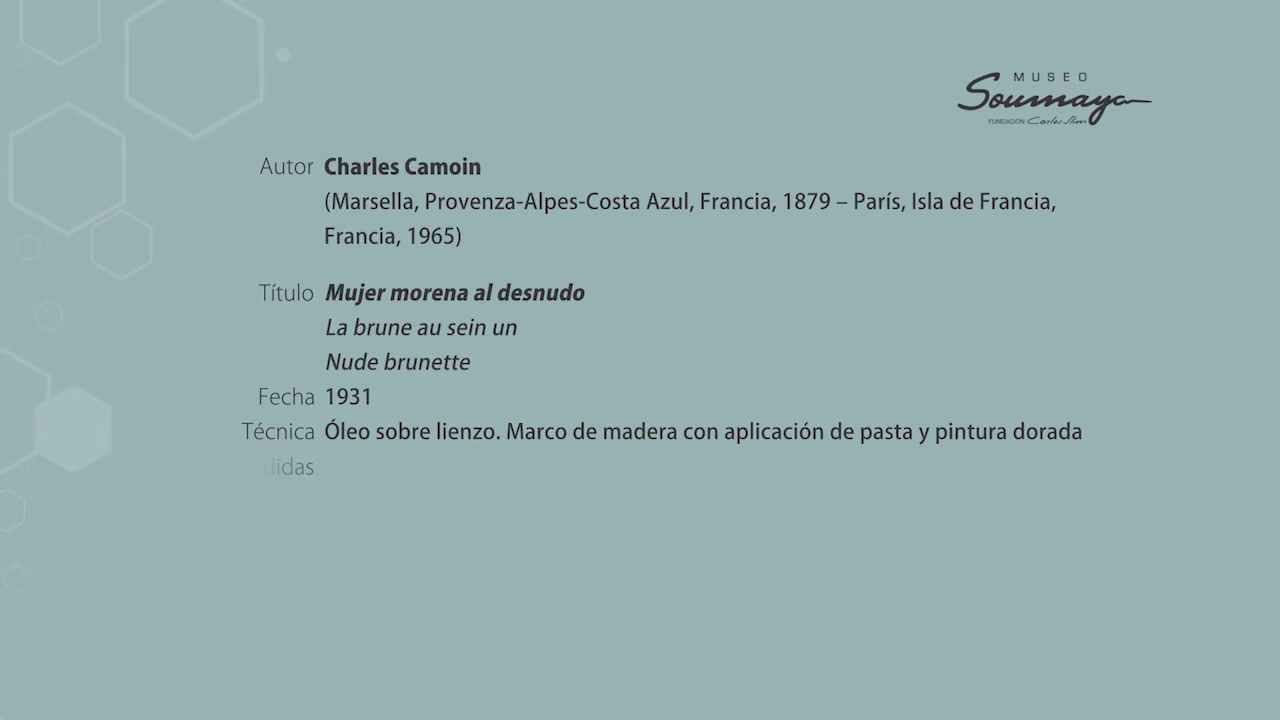 MUSEO
Soumaya
FUNDACIÓN Carlos Slim
Autor Charles Camoin
(Marsella, Provenza-Alpes-Costa Azul, Francia, 1879 – París, Isla de Francia,
Francia, 1965)
Título Mujer morena al desnudo
La brune au sein un
Nude brunette
Fecha 1931
Técnica Óleo sobre lienzo. Marco de madera con aplicación de pasta y pintura dorada
didas